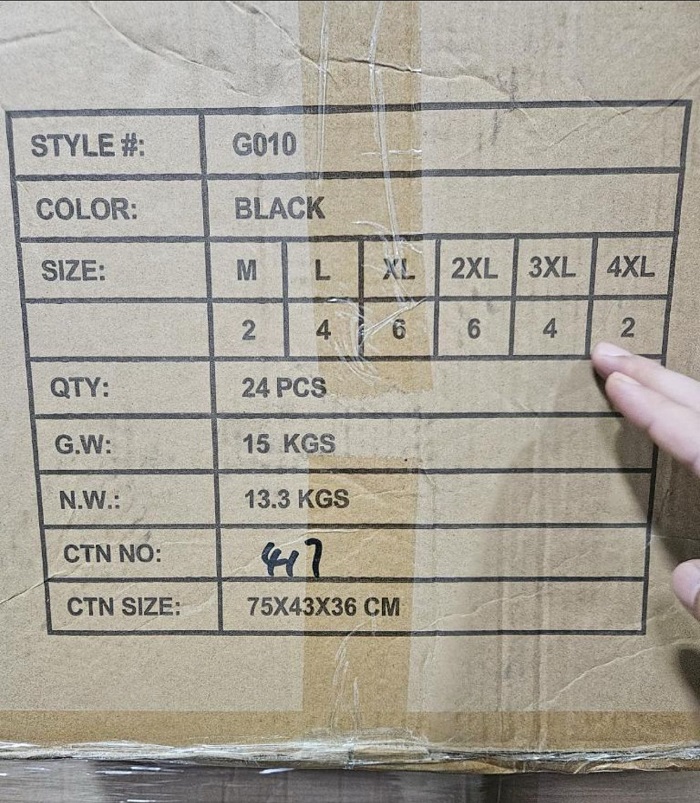 STYLE #: G010
COLOR: BLACK
SIZE: M L XL 2XL 3XL 4XL
2 4 6 6 4 2
QTY: 24 PCS
G.W: 15 KGS
N.W.: 13.3 KGS
CTN NO: 417
CTN SIZE: 75X43X36 CM